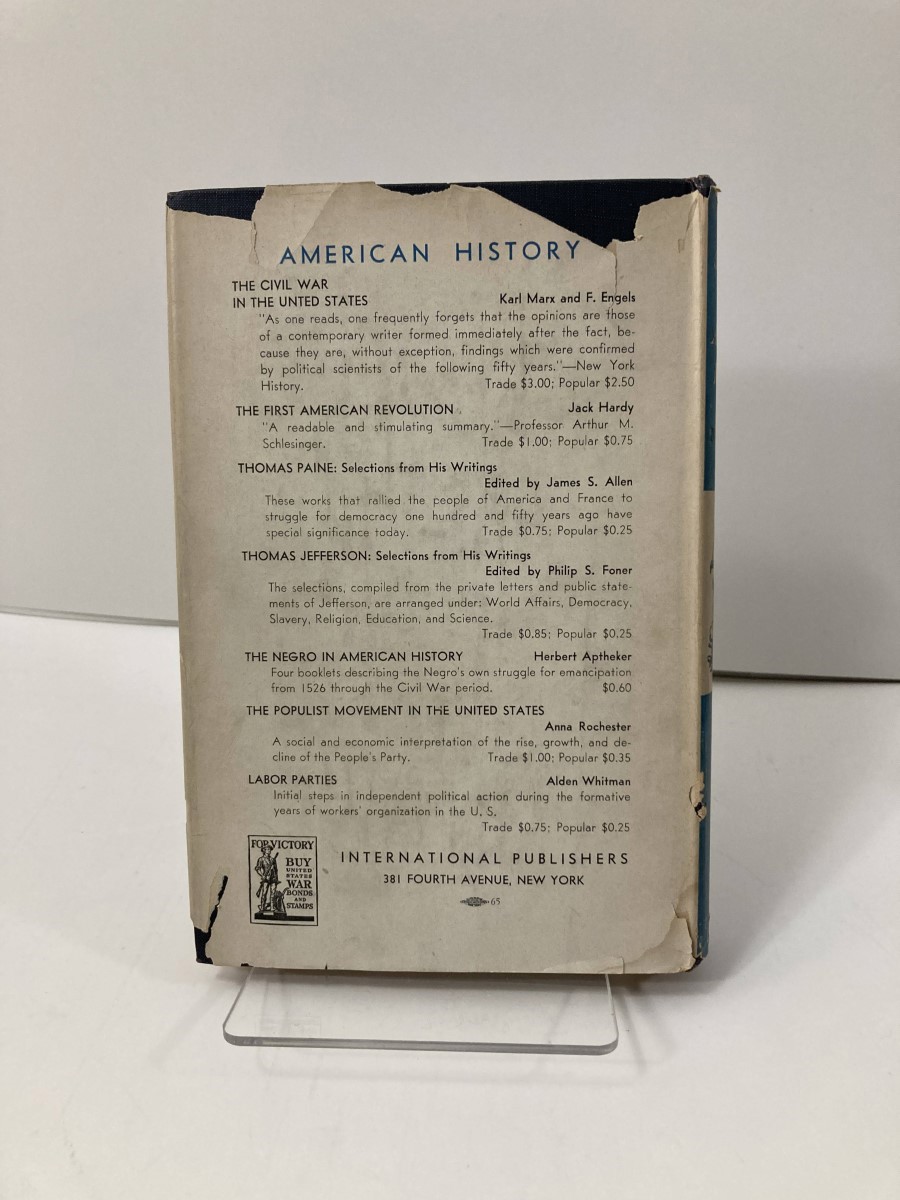 AMERICAN HISTORY
THE CIVIL WAR
IN THE UNTED STATES Karl Marx and F. Engels
"As one reads, one frequently forgets that the opinions are those
of a contemporary writer formed immediately after the fact, be-
cause they are, without exception, findings which were confirmed
by political scientists of the following fifty years."—New York
History. Trade $3.00; Popular $2.50
THE FIRST AMERICAN REVOLUTION Jack Hardy
"A readable and stimulating summary."—Professor Arthur M.
Schlesinger. Trade $1.00; Popular $0.75
THOMAS PAINE: Selections from His Writings
Edited by James S. Allen
These works that rallied the people of America and France to
struggle for democracy one hundred and fifty years ago have
special significance today. Trade $0.75; Popular $0.25
THOMAS JEFFERSON: Selections from His Writings
Edited by Philip S. Foner
The selections, compiled from the private letters and public state-
ments of Jefferson, are arranged under: World Affairs, Democracy,
Slavery, Religion, Education, and Science.
Trade $0.85; Popular $0.25
THE NEGRO IN AMERICAN HISTORY Herbert Aptheker
Four booklets describing the Negro's own struggle for emancipation
from 1526 through the Civil War period. $0.60
THE POPULIST MOVEMENT IN THE UNITED STATES
Anna Rochester
A social and economic interpretation of the rise, growth, and de-
cline of the People's Party. Trade $1.00; Popular $0.35
LABOR PARTIES Alden Whitman
Initial steps in independent political action during the formative
years of workers' organization in the U. S.
Trade $0.75; Popular $0.25
FOR VICTORY
BUY
UNITED
STATES
WAR
BONDS
AND
STAMPS
INTERNATIONAL PUBLISHERS
381 FOURTH AVENUE, NEW YORK
65